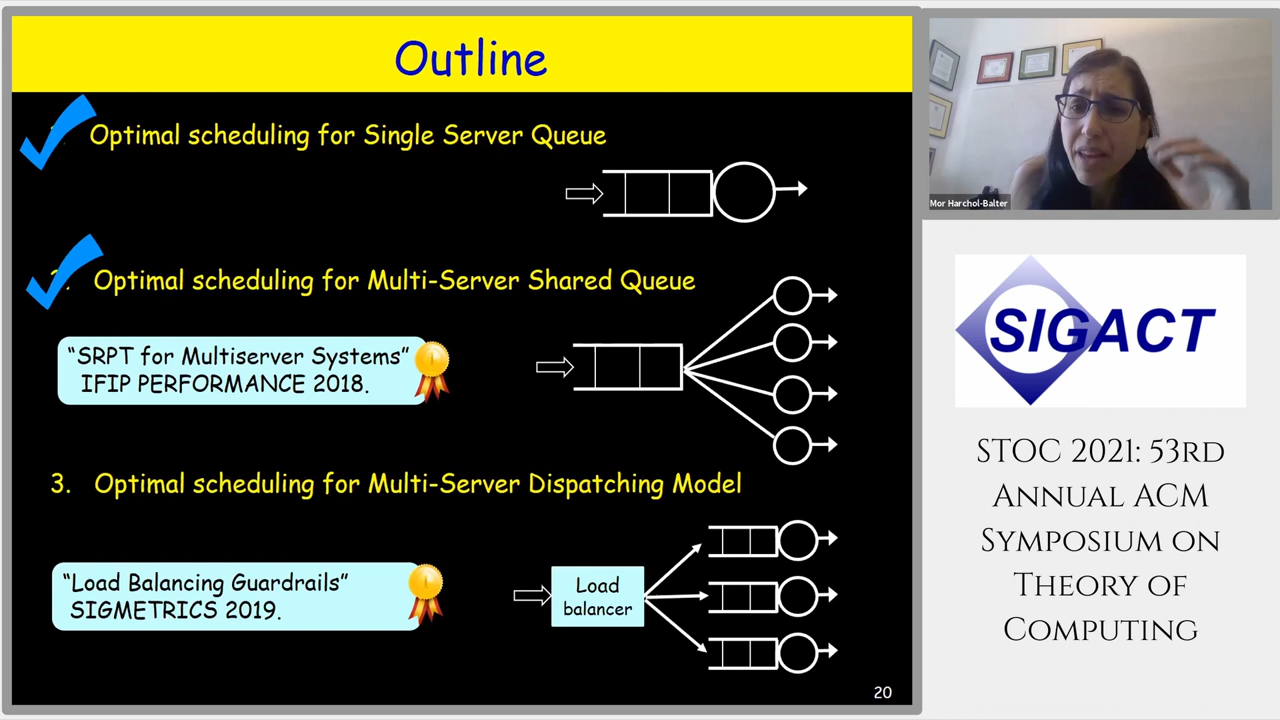 Outline
Optimal scheduling for Single Server Queue
Optimal scheduling for Multi-Server Shared Queue
"SRPT for Multiserver Systems"
IFIP PERFORMANCE 2018.
1
3. Optimal scheduling for Multi-Server Dispatching Model
"Load Balancing Guardrails"
SIGMETRICS 2019.
1
Load
balancer
20
Mor Harchol-Balter
SIGACT
STOC 2021: 53rd
Annual ACM
Symposium on
Theory of
Computing